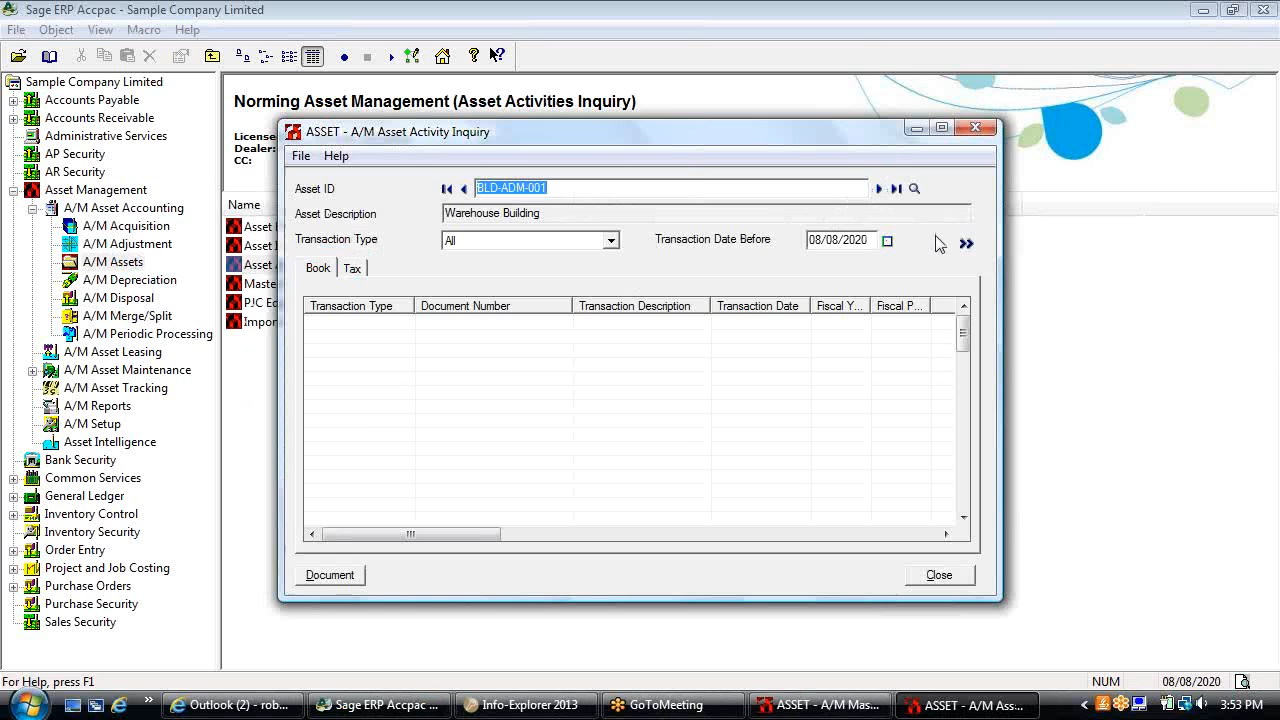 Sage ERP Accpac - Sample Company Limited
File Object View Macro Help
Sample Company Limited
Accounts Payable
Accounts Receivable
Administrative Services
AP Security
AR Security
Asset Management
A/M Asset Accounting
A/M Acquisition
A/M Adjustment
A/M Assets
A/M Depreciation
A/M Disposal
A/M Merge/Split
A/M Periodic Processing
A/M Asset Leasing
A/M Asset Maintenance
A/M Asset Tracking
A/M Reports
A/M Setup
Asset Intelligence
Bank Security
Common Services
General Ledger
Inventory Control
Inventory Security
Order Entry
Project and Job Costing
Purchase Orders
Purchase Security
Sales Security
Norming Asset Management (Asset Activities Inquiry)
License
Dealer:
CC:
Name
Asset
Asset
Asset
Master
PJC
Impor
ASSET - A/M Asset Activity Inquiry
File Help
Asset ID BLD-ADM-001
Asset Description Warehouse Building
Transaction Type All Transaction Date Before 08/08/2020
Book Tax
Transaction Type Document Number Transaction Description Transaction Date Fiscal Y... Fiscal P...
Document Close
For Help, press F1 NUM 08/08/2020
Outlook (2) - rob... Sage ERP Accpac ... Info-Explorer 2013 GoToMeeting ASSET - A/M Mas... ASSET - A/M Ass... 3:53 PM